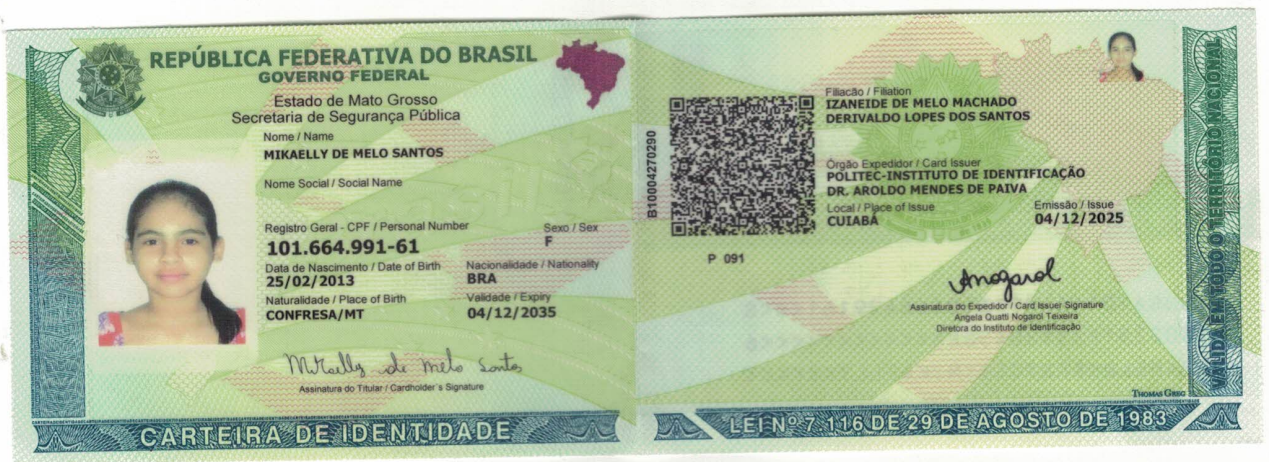 REPÚBLICA FEDERATIVA DO BRASIL
GOVERNO FEDERAL
Estado de Mato Grosso
Secretaria de Segurança Pública
Nome / Name
MIKAELLY DE MELO SANTOS
Nome Social / Social Name
Registro Geral - CPF / Personal Number
Sexo / Sex
101.664.991-61
F
Data de Nascimento / Date of Birth
Nacionalidade / Nationality
25/02/2013
BRA
Naturalidade / Place of Birth
Validade / Expiry
CONFRESA/MT
04/12/2035
Mikaelly de melo santos
Assinatura do Titular / Cardholder´s Signature
CARTEIRA DE IDENTIDADE
B10004270290
P 091
Filiação / Filiation
IZANEIDE DE MELO MACHADO
DERIVALDO LOPES DOS SANTOS
Órgão Expedidor / Card Issuer
POLITEC-INSTITUTO DE IDENTIFICAÇÃO
DR. AROLDO MENDES DE PAIVA
Local / Place of Issue
Emissão / Issue
CUIABÁ
04/12/2025
Assinatura do Expedidor / Card Issuer Signature
Angela Quatti Nogarol Teixeira
Diretora do Instituto de Identificação
THOMAS GREG
VÁLIDA EM TODO O TERRITÓRIO NACIONAL
LEI Nº 7.116 DE 29 DE AGOSTO DE 1983